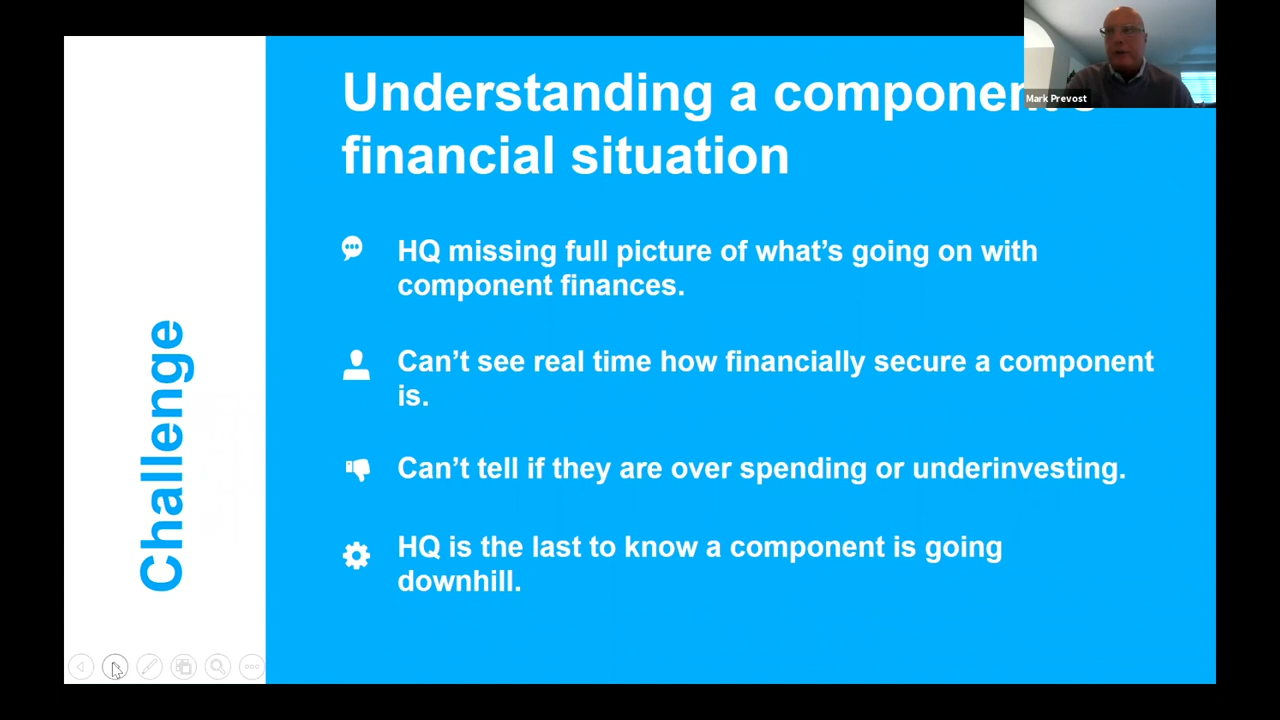 Understanding a component's
financial situation
Mark Prevost
HQ missing full picture of what's going on with
component finances.
Can't see real time how financially secure a component
is.
Can't tell if they are over spending or underinvesting.
HQ is the last to know a component is going
downhill.
Challenge